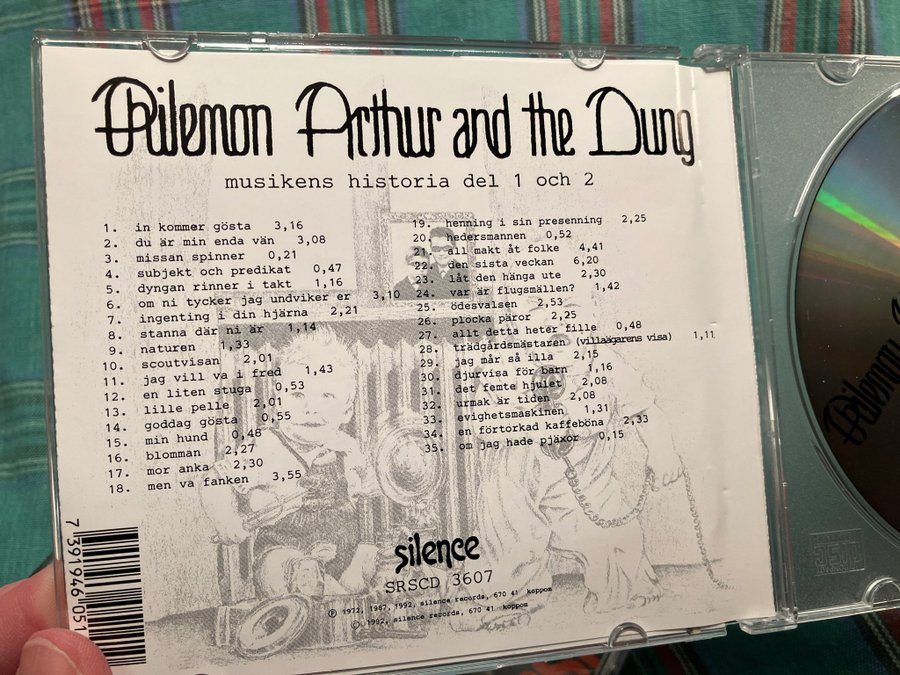 Philemon Arthur and the Dung
musikens historia del 1 och 2
1. in kommer gösta 3,16
2. du är min enda vän 3,08
3. missan spinner 0,21
4. subjekt och predikat 0,47
5. dyngan rinner i takt 1,16
6. om ni tycker jag undviker er 3,10
7. ingenting i din hjärna 2,21
8. stanna där ni är 1,14
9. naturen 1,33
10. scoutvisan 2,01
11. jag vill va i fred 1,43
12. en liten stuga 0,53
13. lille pelle 2,01
14. goddag gösta 0,55
15. min hund 0,48
16. blomman 2,27
17. mor anka 2,30
18. men va fanken 3,55
19. henning i sin presenning 2,25
20. hedersmannen 0,52
21. all makt åt folke 4,41
22. den sista veckan 6,20
23. låt den hänga ute 2,30
24. var är flugsmällen? 1,42
25. ödesvalsen 2,53
26. plocka päror 2,25
27. allt detta heter fille 0,48
28. trädgårdsmästaren (villaägarens visa) 1,11
29. jag mår så illa 2,15
30. djurvisa för barn 1,16
31. det femte hjulet 2,08
32. urmak är tiden 2,08
33. evighetsmaskinen 1,31
34. en förtorkad kaffeböna 2,33
35. om jag hade pjäxor 0,15
silence
SRSCD 3607
℗ 1972, 1987, 1992, silence records, 670 41 koppom
© 1992, silence records, 670 41 koppom
7 391946 05